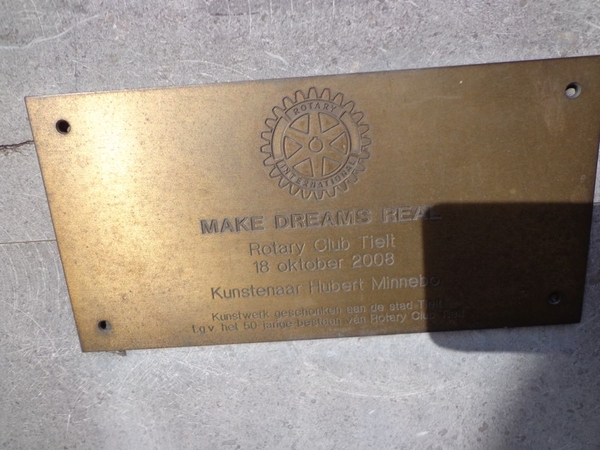 ROTARY
INTERNATIONAL
MAKE DREAMS REAL
Rotary Club Tielt
18 oktober 2008
Kunstenaar Hubert Minnebo
Kunstwerk geschonken aan de stad Tielt
t.g.v. het 50 jarige bestaan van Rotary Club Tielt